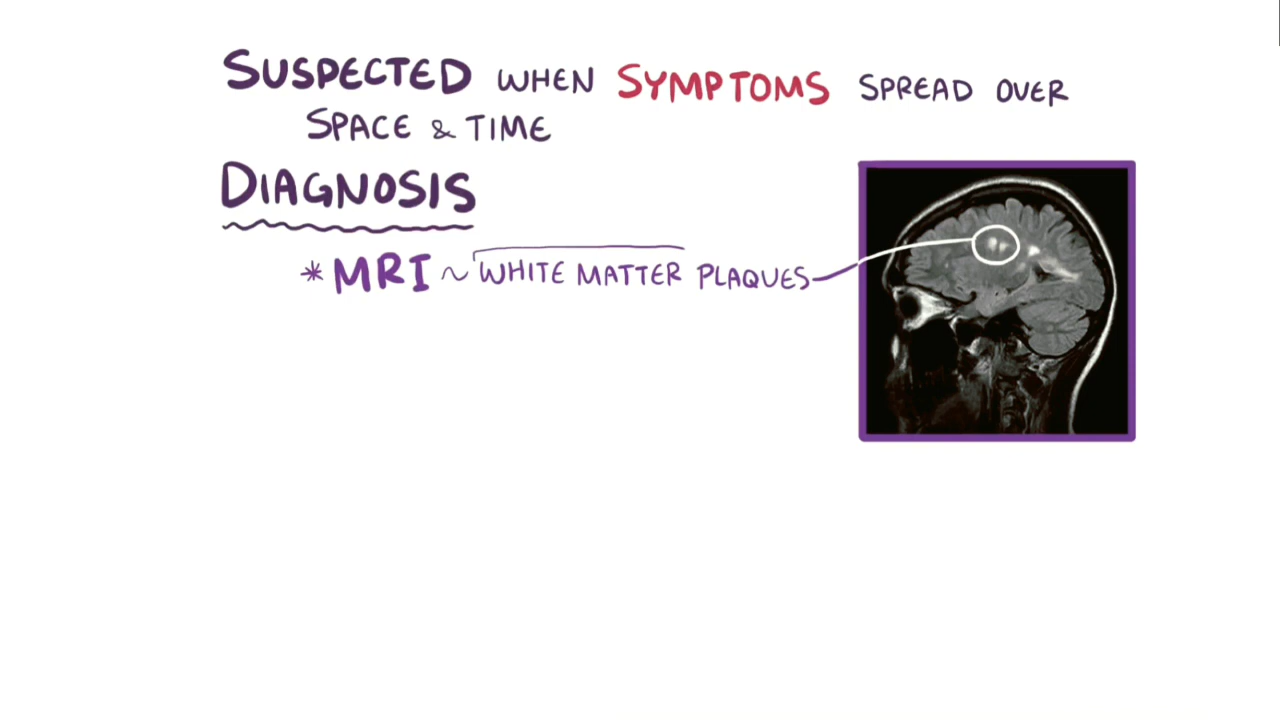 SUSPECTED WHEN SYMPTOMS SPREAD OVER
SPACE & TIME
DIAGNOSIS
* MRI ~ WHITE MATTER PLAQUES